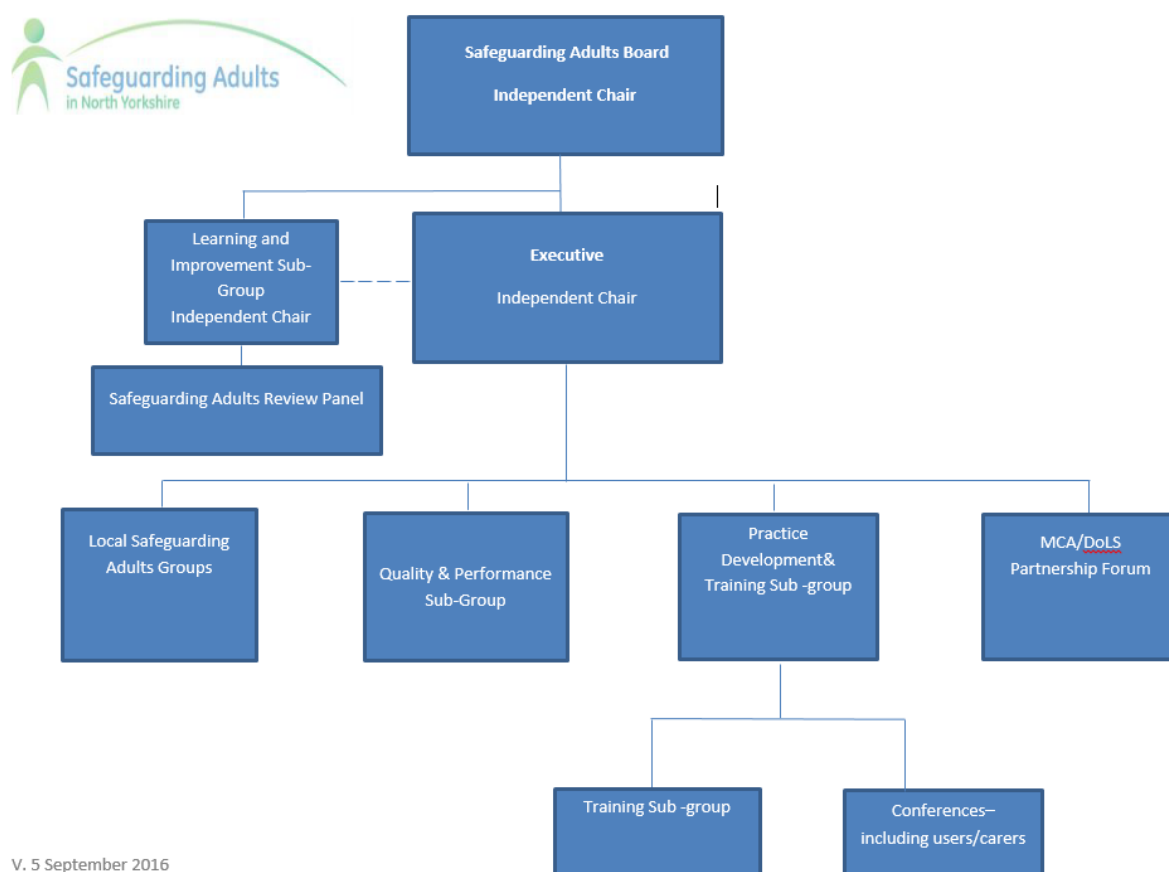 Safeguarding Adults
in North Yorkshire
Safeguarding Adults Board
Independent Chair
Learning and
Improvement Sub-
Group
Independent Chair
Executive
Independent Chair
Safeguarding Adults Review Panel
Local Safeguarding
Adults Groups
Quality & Performance
Sub-Group
Practice
Development&
Training Sub -group
MCA/DoLS
Partnership Forum
Training Sub -group
Conferences–
including users/carers
V. 5 September 2016